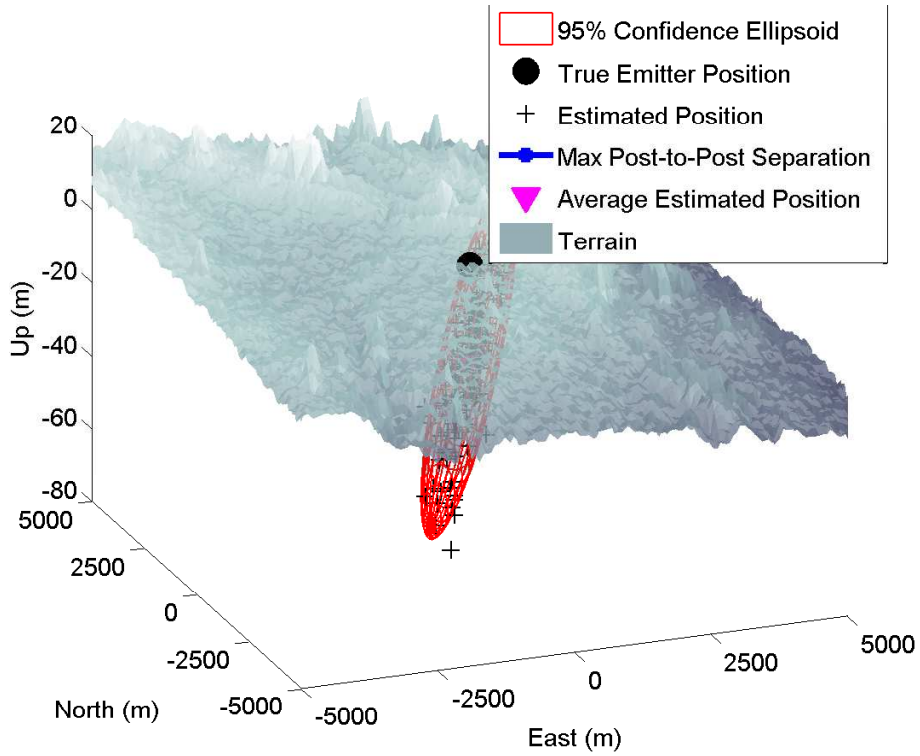 95% Confidence Ellipsoid
True Emitter Position
Estimated Position
Max Post-to-Post Separation
Average Estimated Position
Terrain
20
0
-20
-40
-60
-80
Up (m)
5000
2500
0
-2500
-5000
North (m)
-5000
-2500
0
2500
5000
East (m)